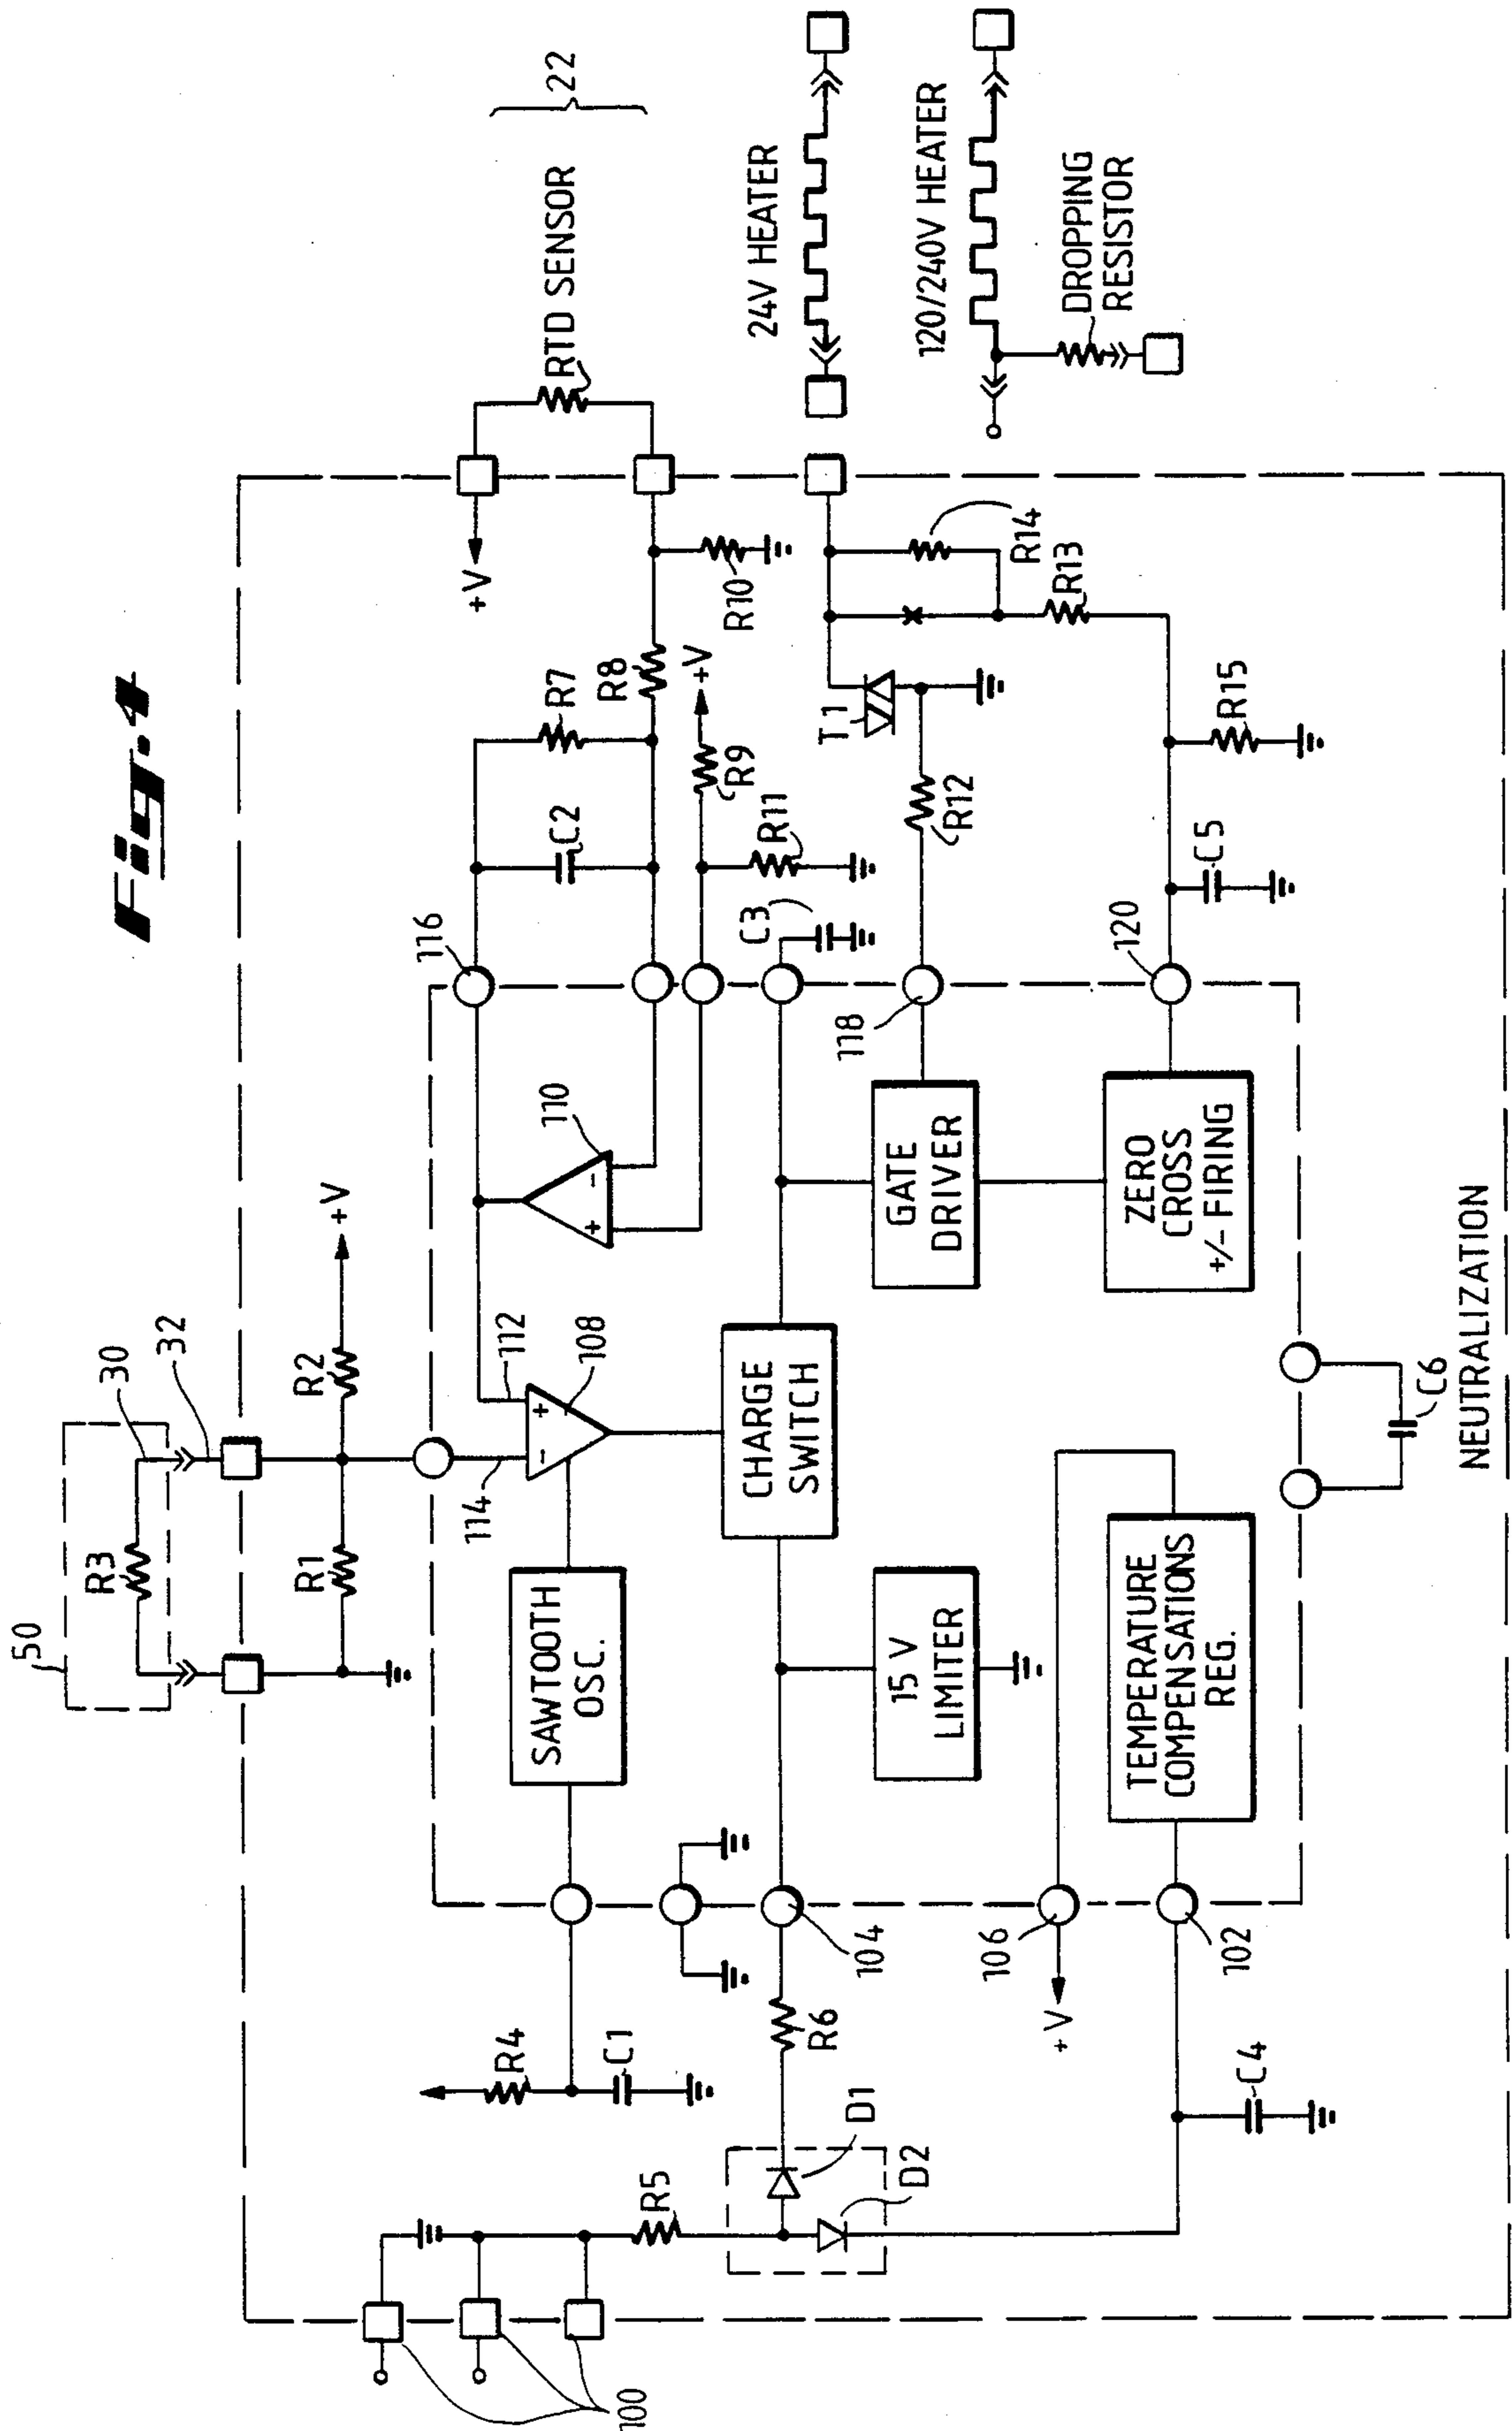 Fig. 4
50
R3
30
32
R1
R2
+V
114
112
108
110
116
SAWTOOTH
OSC.
CHARGE
SWITCH
15 V
LIMITER
TEMPERATURE
COMPENSATIONS
REG.
GATE
DRIVER
ZERO
CROSS
+/- FIRING
-
+
-
+
100
R5
R4
C1
D1
D2
R6
104
106
+V
102
C4
C6
NEUTRALIZATION
118
120
C2
R7
R8
R9
+V
R11
C3
R10
+V
T1
R12
R14
R13
R15
C5
RTD SENSOR
22
24V HEATER
120/240V HEATER
DROPPING
RESISTOR